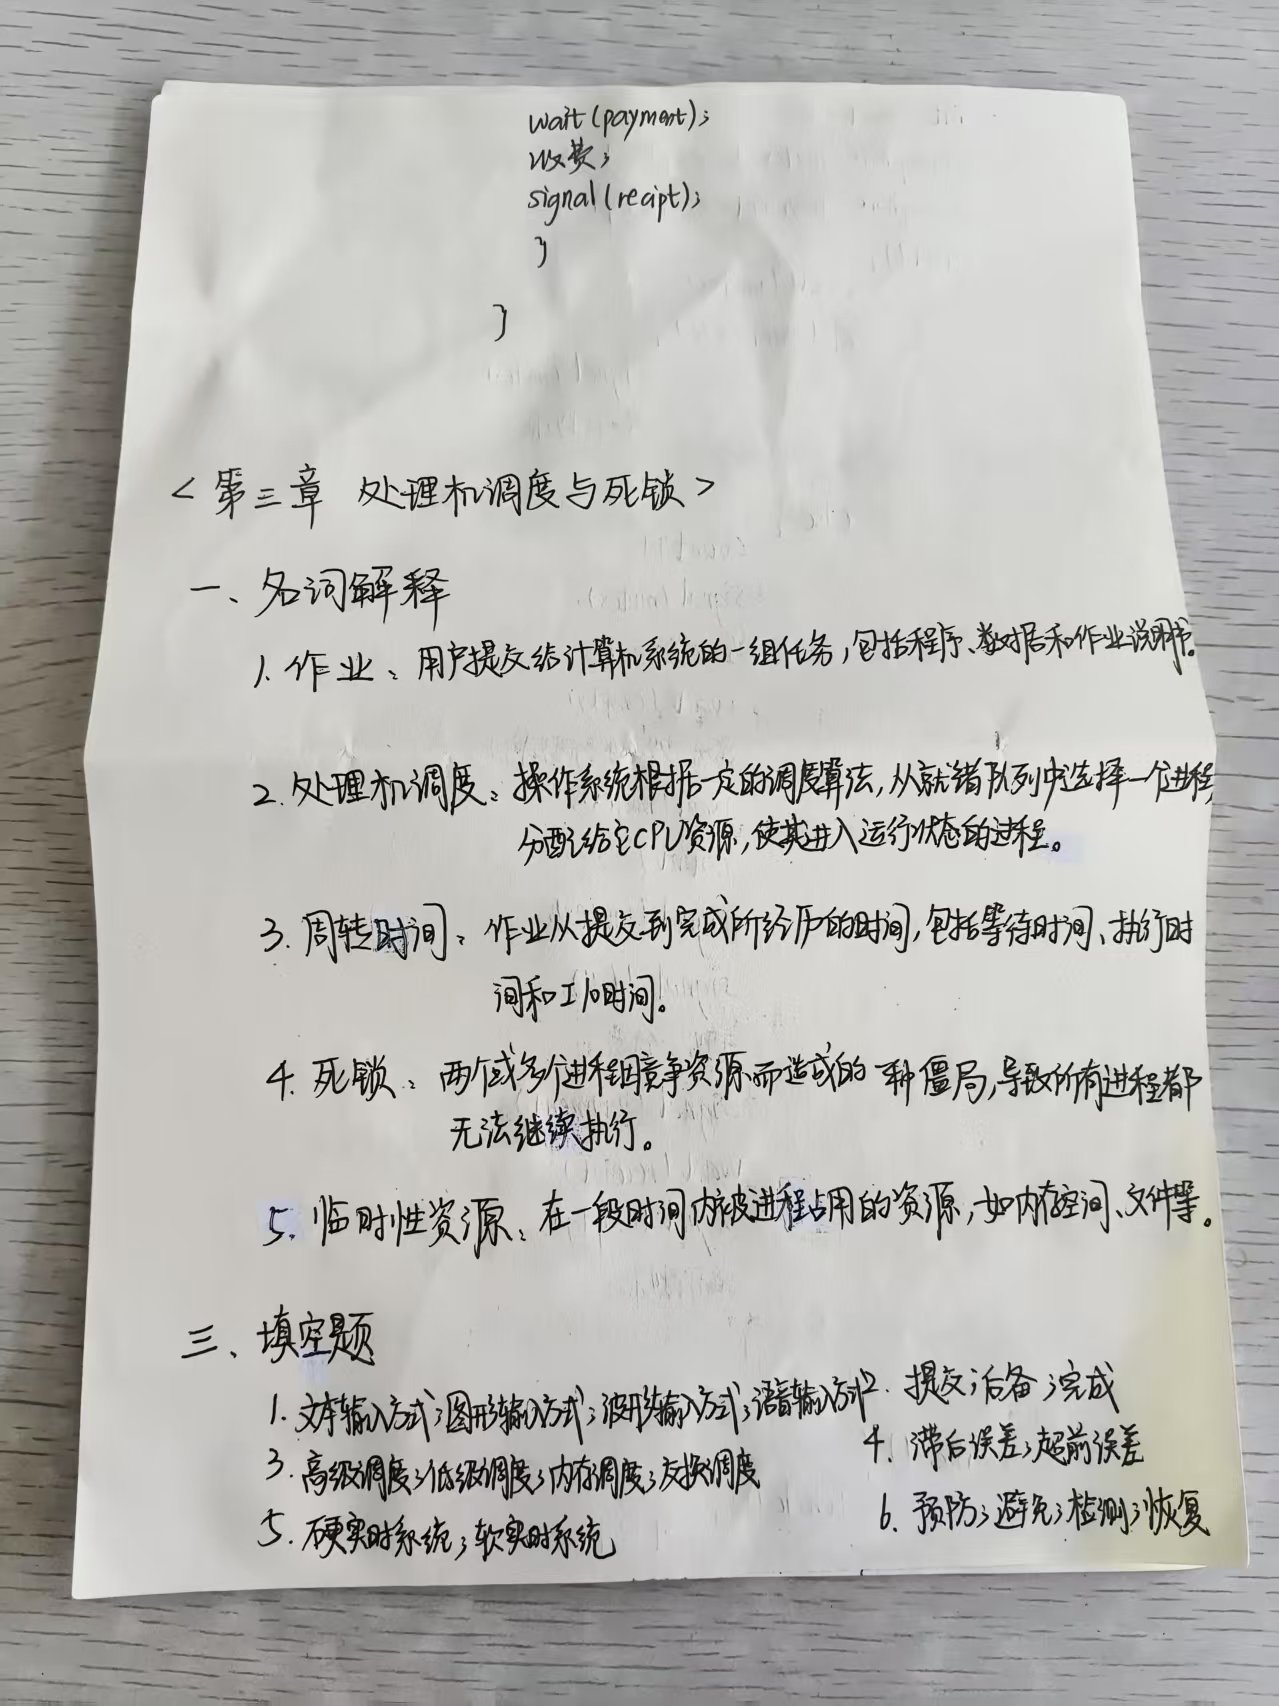 wait(payment);
收费;
signal(recipt);
}
}
<第三章 处理机调度与死锁>
一、名词解释
1. 作业: 用户提交给计算机系统的一组任务,包括程序、数据和作业说明书。
2. 处理机调度: 操作系统根据一定的调度算法,从就绪队列中选择一个进程,
分配给它CPU资源,使其进入运行状态的过程。
3. 周转时间: 作业从提交到完成所经历的时间,包括等待时间、执行时
间和I/O时间。
4. 死锁: 两个或多个进程因竞争资源而造成的一种僵局,导致所有进程都
无法继续执行。
5. 临时性资源: 在一段时间内被进程占用的资源,如内存空间、文件等。
三、填空题
1. 文本输入方式;图形输入方式;波形输入方式;语音输入方式 2. 提交;后备;完成
3. 高级调度;低级调度;内存调度;交换调度 4. 滞后误差;超前误差
5. 硬实时系统;软实时系统 6. 预防;避免;检测;恢复